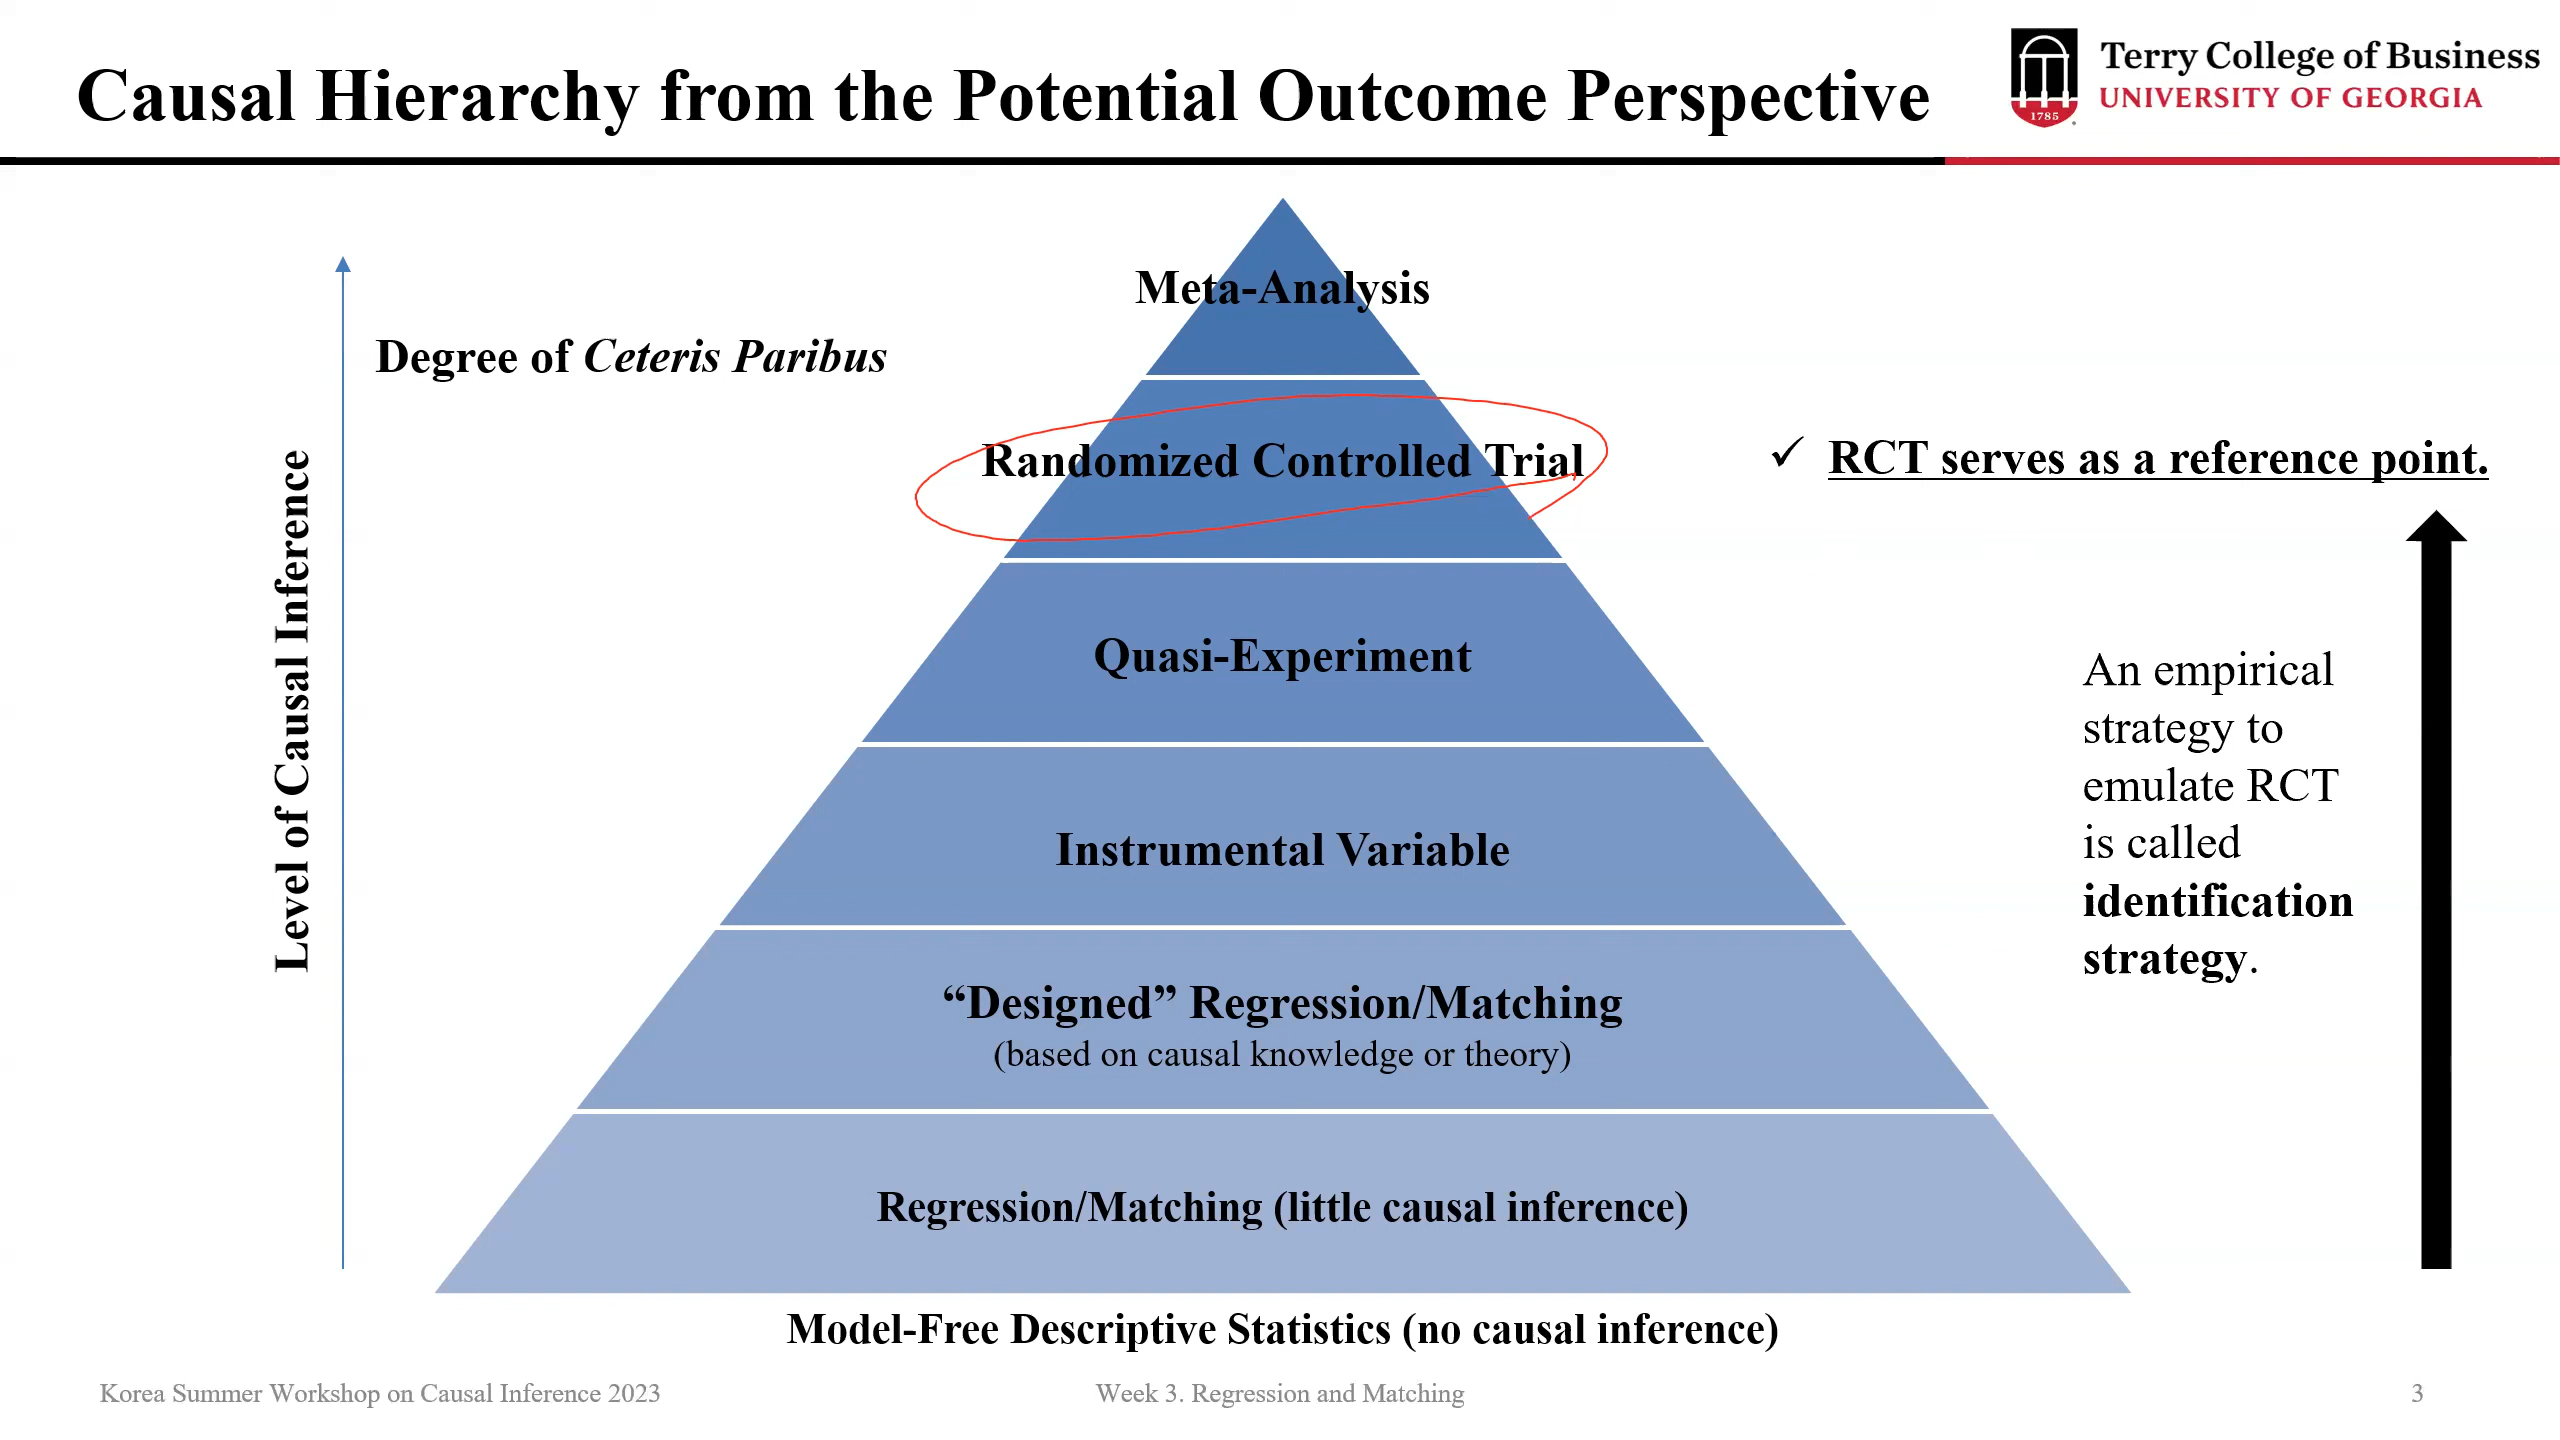 Causal Hierarchy from the Potential Outcome Perspective
Terry College of Business
UNIVERSITY OF GEORGIA
1785
Level of Causal Inference
Degree of Ceteris Paribus
Meta-Analysis
Randomized Controlled Trial
Quasi-Experiment
Instrumental Variable
“Designed” Regression/Matching
(based on causal knowledge or theory)
Regression/Matching (little causal inference)
Model-Free Descriptive Statistics (no causal inference)
✓ RCT serves as a reference point.
An empirical
strategy to
emulate RCT
is called
identification
strategy.
Korea Summer Workshop on Causal Inference 2023
Week 3. Regression and Matching
3